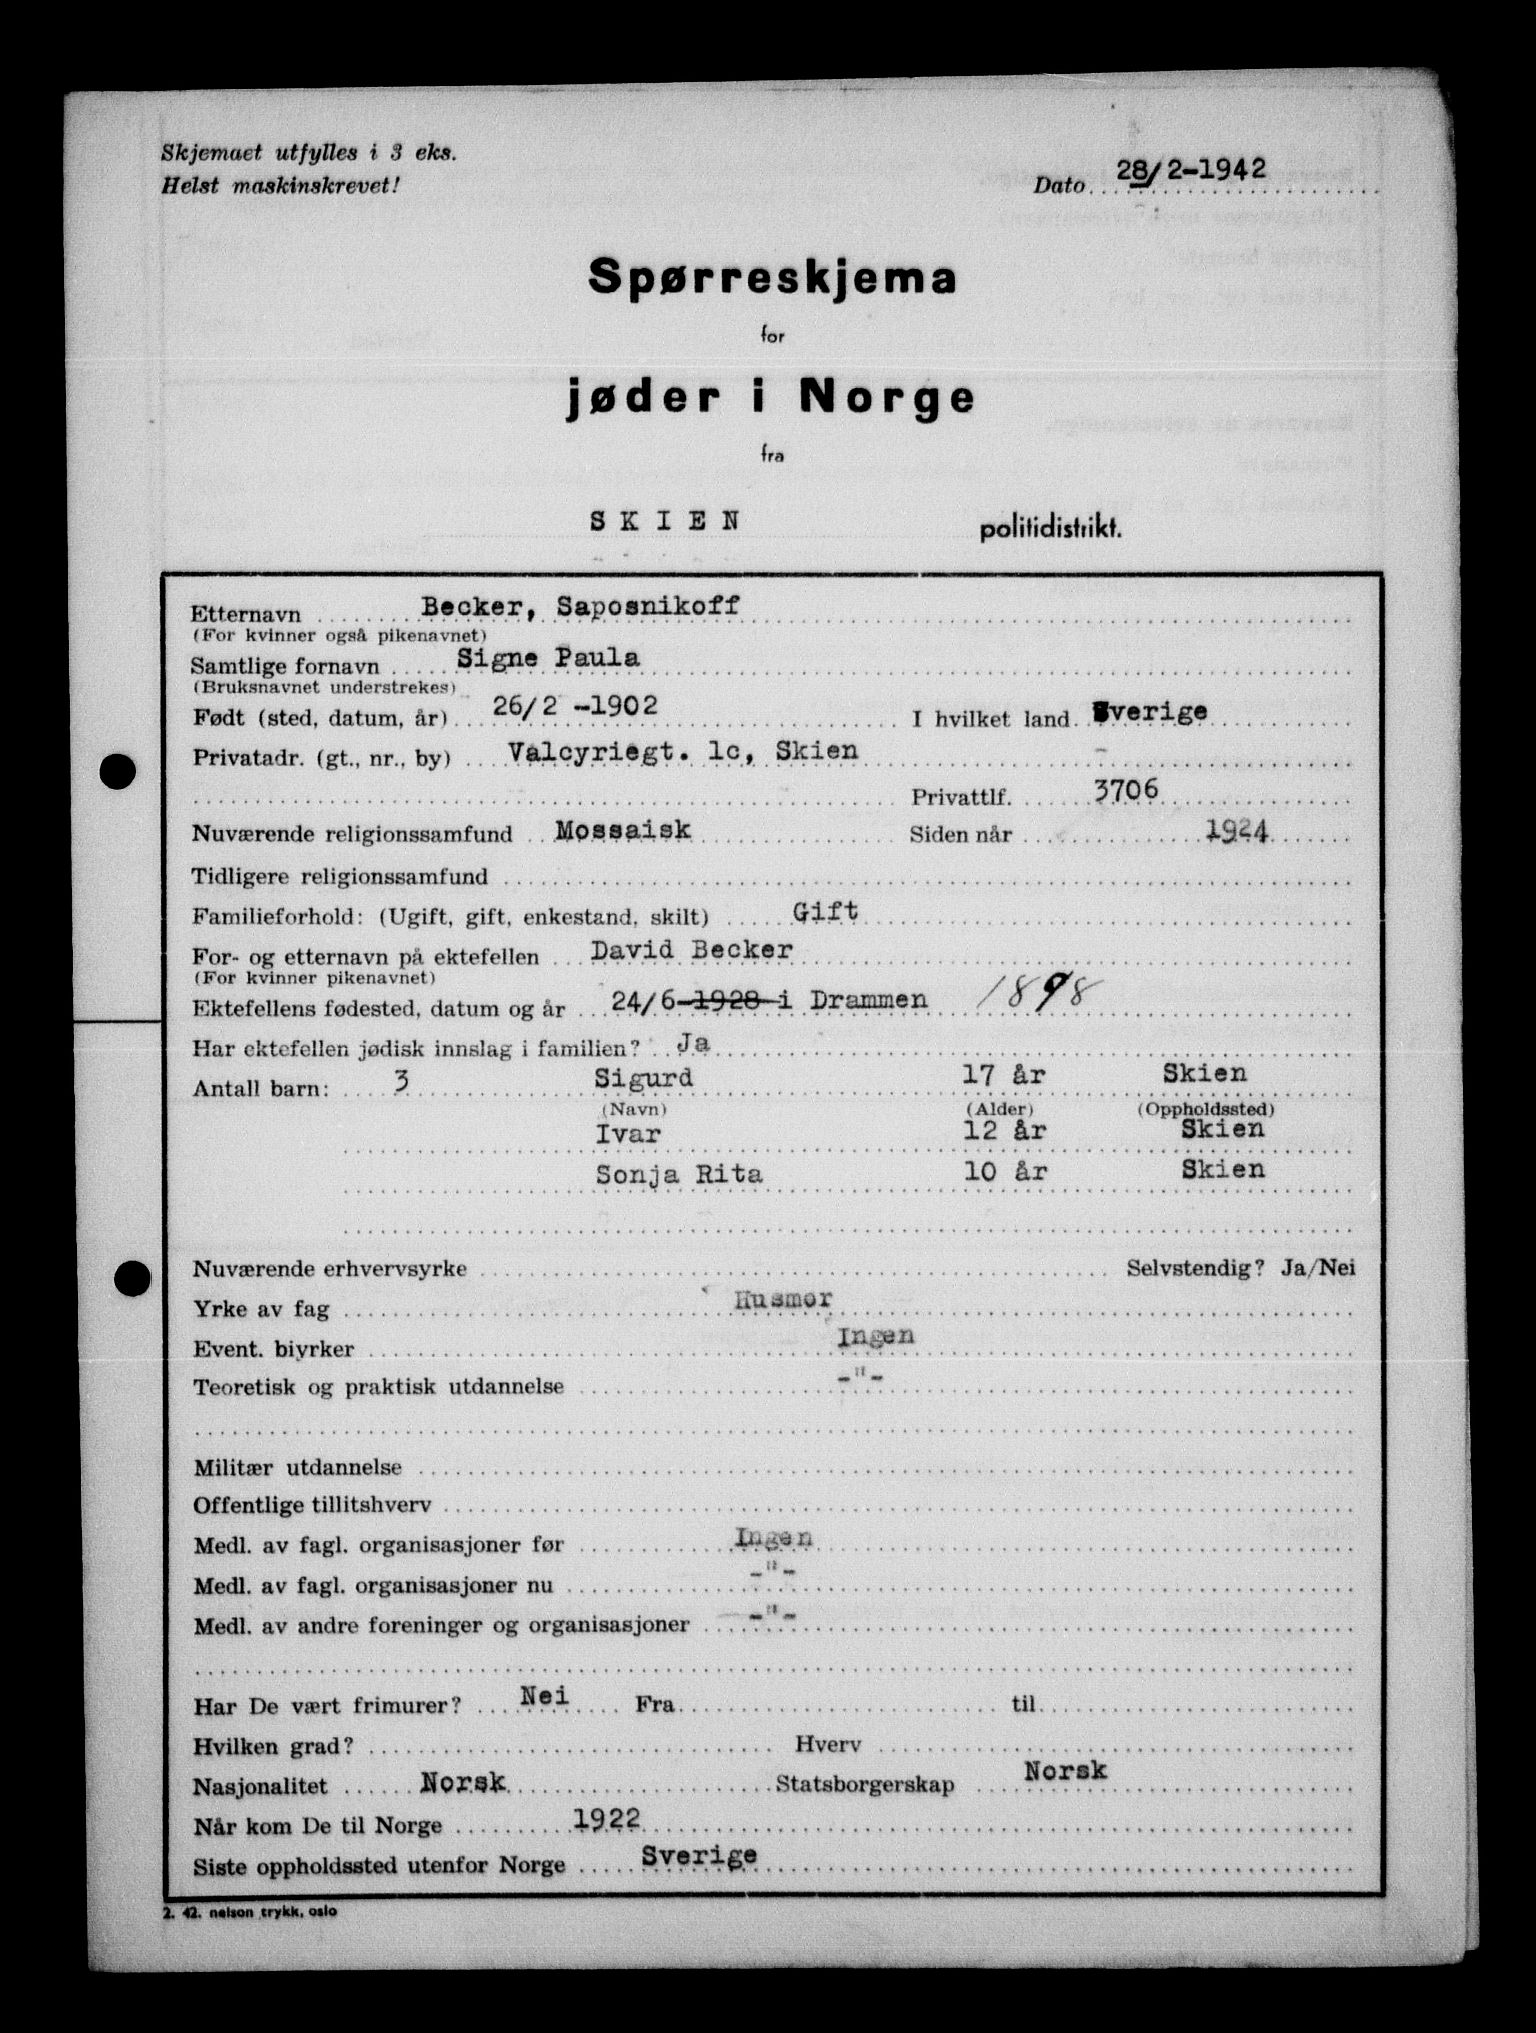 Skjemaet utfylles i 3 eks.
Helst maskinskrevet!
Dato 28/2-1942
Spørreskjema
for
jøder i Norge
fra
SKIEN politidistrikt.
Etternavn Becker, Saposnikoff
(For kvinner også pikenavnet)
Samtlige fornavn Signe Paula
(Bruksnavnet understrekes)
Født (sted, datum, år) 26/2 -1902 I hvilket land Sverige
Privatadr. (gt., nr., by) Valcyriegt. 1c, Skien
Privattlf. 3706
Nuværende religionssamfund Mossaisk Siden når 1924
Tidligere religionssamfund
Familieforhold: (Ugift, gift, enkestand, skilt) Gift
For- og etternavn på ektefellen David Becker
(For kvinner pikenavnet)
Ektefellens fødested, datum og år 24/6-1928 i Drammen 1898
Har ektefellen jødisk innslag i familien? Ja
Antall barn: 3 Sigurd 17 år Skien
(Navn) (Alder) (Oppholdssted)
Ivar 12 år Skien
Sonja Rita 10 år Skien
Nuværende erhvervsyrke Selvstendig? Ja/Nei
Yrke av fag Husmor
Event. biyrker Ingen
Teoretisk og praktisk utdannelse -"-
Militær utdannelse
Offentlige tillitshverv
Medl. av fagl. organisasjoner før Ingen
Medl. av fagl. organisasjoner nu -"-
Medl. av andre foreninger og organisasjoner -"-
Har De vært frimurer? Nei Fra til
Hvilken grad? Hverv
Nasjonalitet Norsk Statsborgerskap Norsk
Når kom De til Norge 1922
Siste oppholdssted utenfor Norge Sverige
2. 42. nelson trykk, oslo